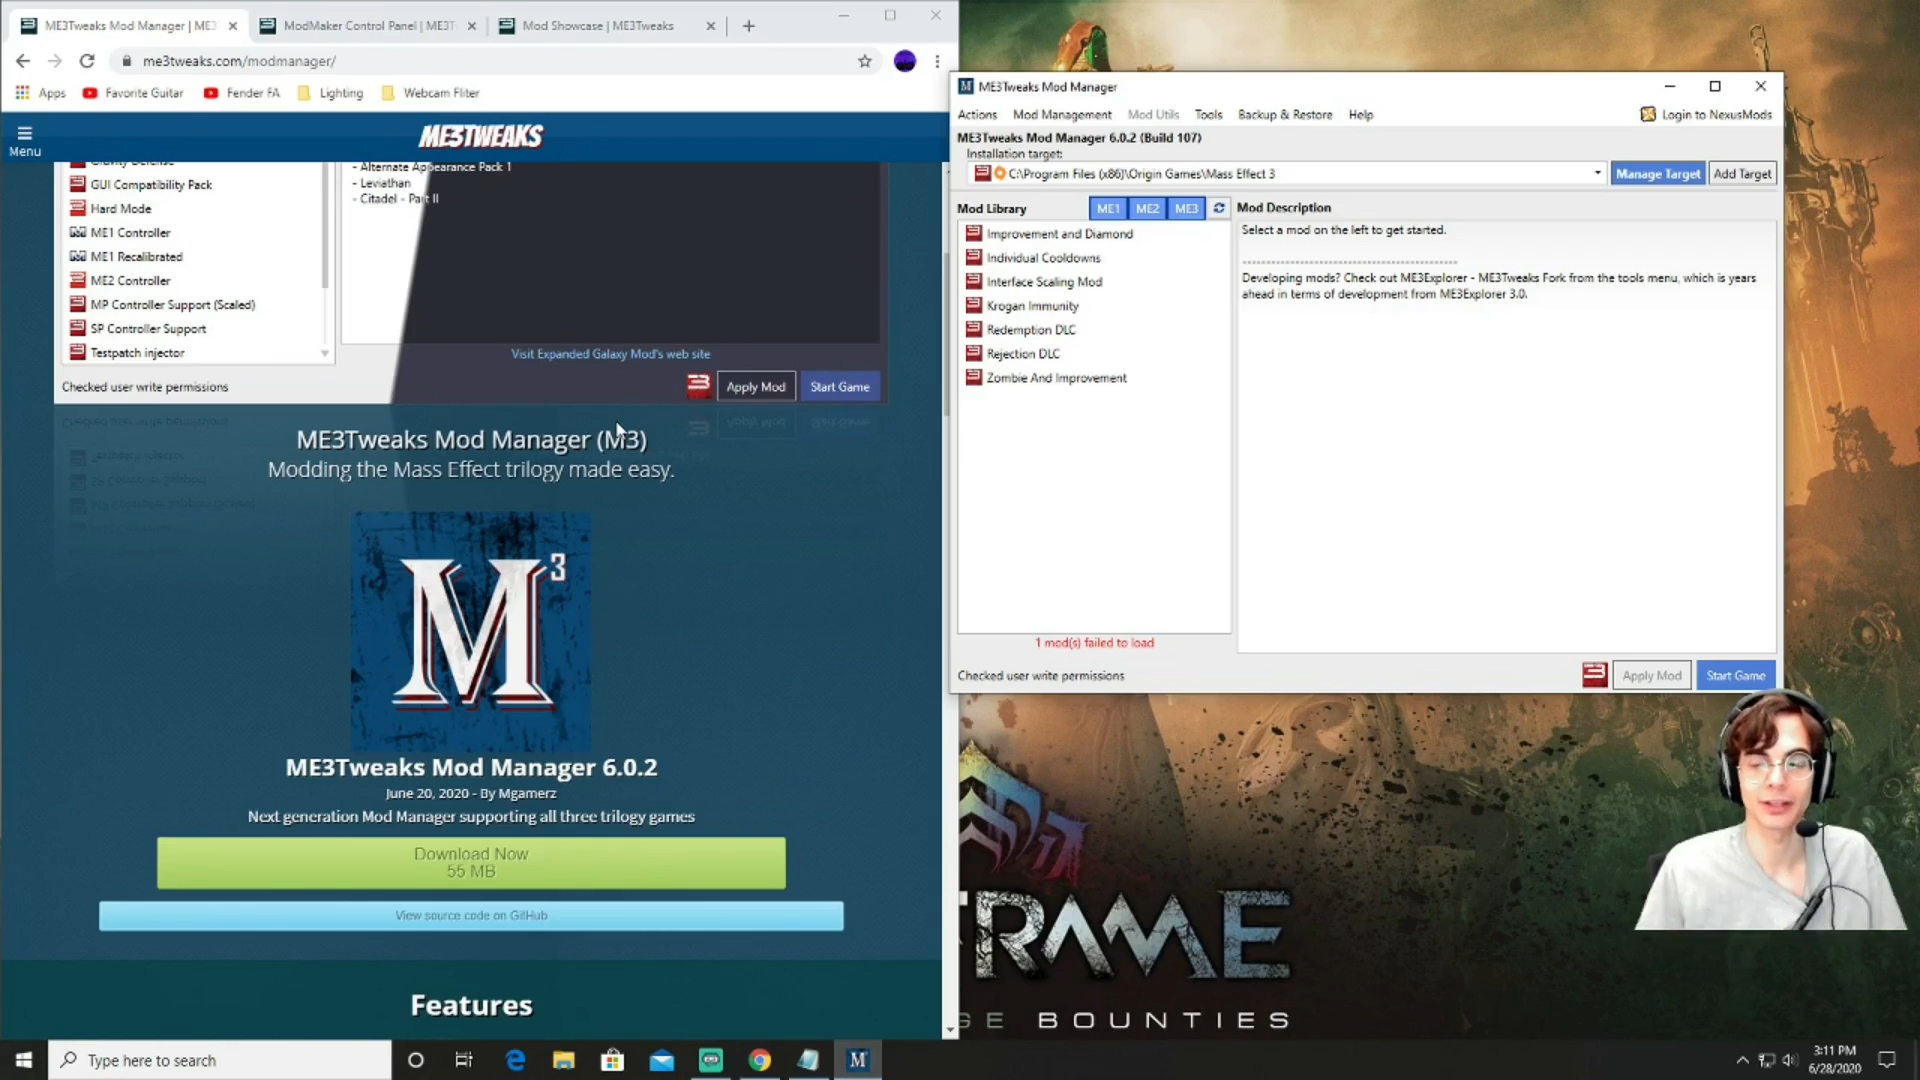 ME3Tweaks Mod Manager | ME3
ModMaker Control Panel | ME3T
Mod Showcase | ME3Tweaks
me3tweaks.com/modmanager/
Apps
Favorite Guitar
Fender FA
Lighting
Webcam Fliter
Menu
ME3TWEAKS
Gravity Defense
GUI Compatibility Pack
Hard Mode
ME1 Controller
ME1 Recalibrated
ME2 Controller
MP Controller Support (Scaled)
SP Controller Support
Testpatch injector
- Alternate Appearance Pack 1
- Leviathan
- Citadel - Part II
Visit Expanded Galaxy Mod's web site
Checked user write permissions
Apply Mod
Start Game
ME3Tweaks Mod Manager (M3)
Modding the Mass Effect trilogy made easy.
M3
ME3Tweaks Mod Manager 6.0.2
June 20, 2020 - By Mgamerz
Next generation Mod Manager supporting all three trilogy games
Download Now
55 MB
View source code on GitHub
Features
ME3Tweaks Mod Manager
Actions
Mod Management
Mod Utils
Tools
Backup & Restore
Help
Login to NexusMods
ME3Tweaks Mod Manager 6.0.2 (Build 107)
Installation target:
C:\Program Files (x86)\Origin Games\Mass Effect 3
Manage Target
Add Target
Mod Library
ME1
ME2
ME3
Mod Description
Improvement and Diamond
Individual Cooldowns
Interface Scaling Mod
Krogan Immunity
Redemption DLC
Rejection DLC
Zombie And Improvement
Select a mod on the left to get started.
--------------------------------------------
Developing mods? Check out ME3Explorer - ME3Tweaks Fork from the tools menu, which is years
ahead in terms of development from ME3Explorer 3.0.
1 mod(s) failed to load
Checked user write permissions
Apply Mod
Start Game
FRAME
GE BOUNTIES
Type here to search
3:11 PM
6/28/2020